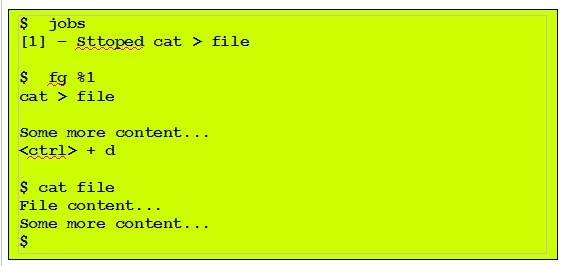 $  jobs
[1] – Sttoped cat > file
$  fg %1
cat > file
Some more content...
<ctrl> + d
$ cat file
File content...
Some more content...
$